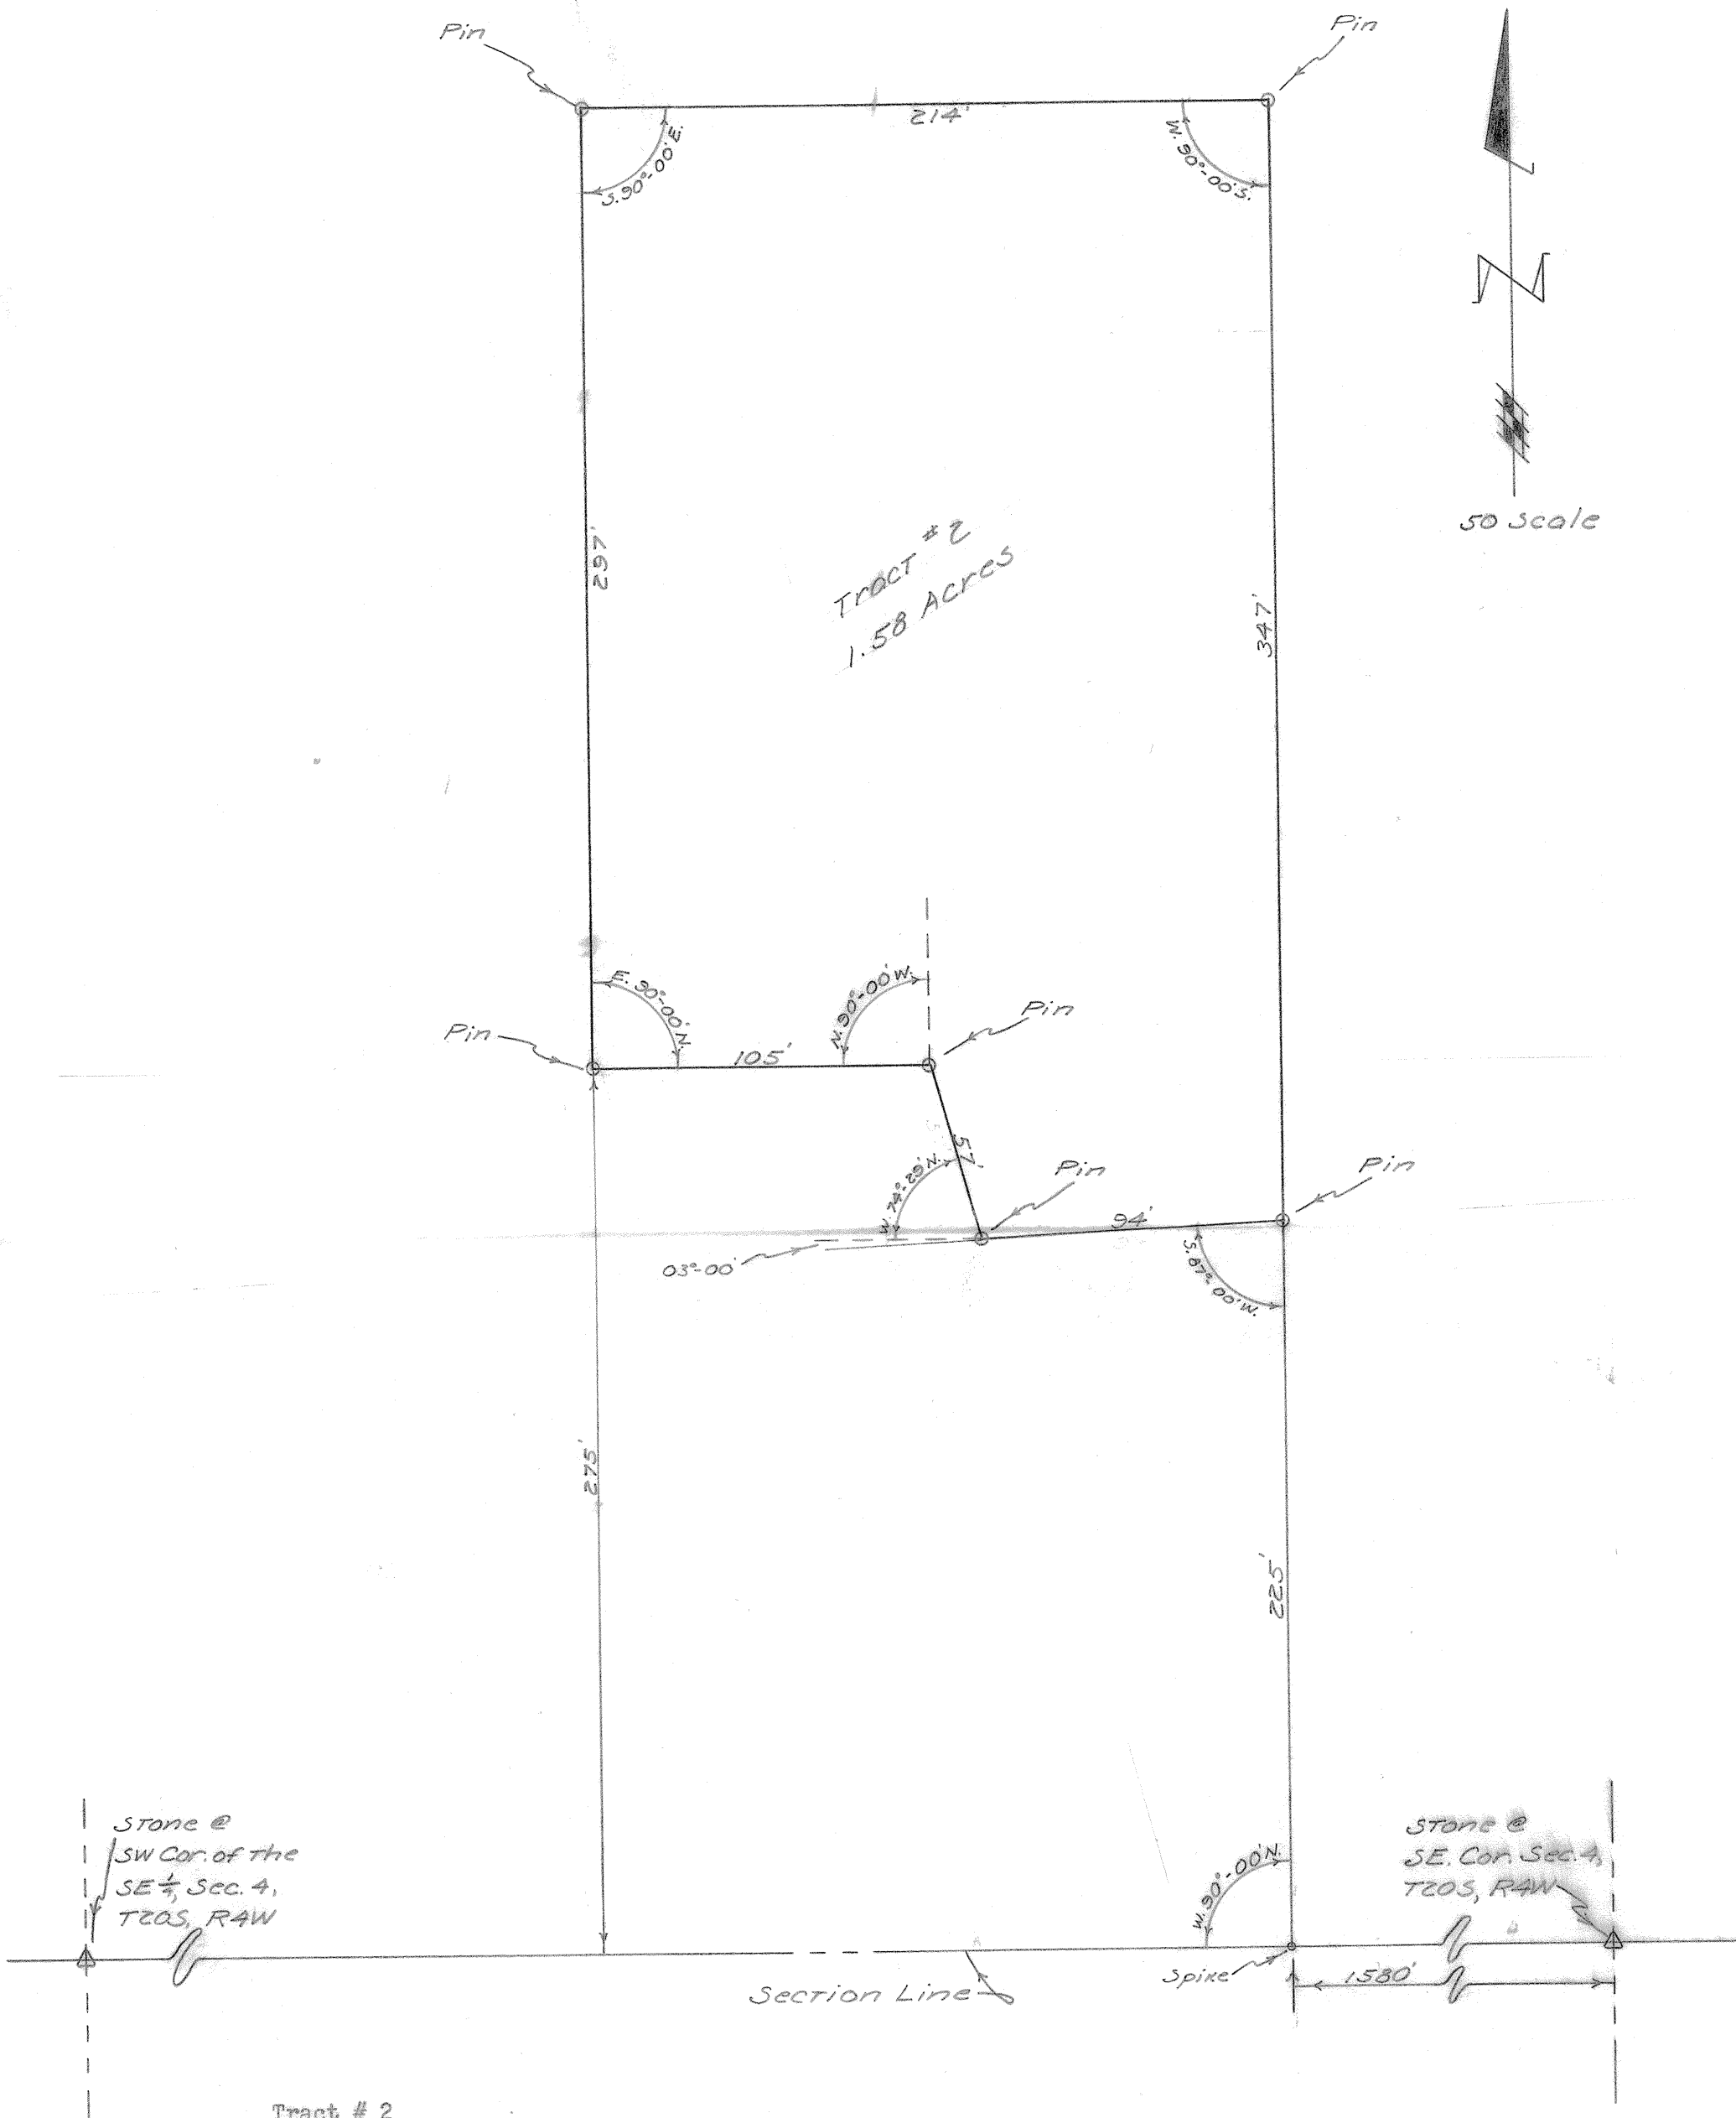 Pin
Pin
214'
S. 90°-00' E.
W. 90°-00' S.
50 Scale
297'
Tract #2
1.58 Acres
347'
E. 90°-00' N.
N. 90°-00' W.
Pin
Pin
105'
57'
W. 74°-29' N.
Pin
Pin
94'
03°-00'
S. 87°-00' W.
275'
225'
Stone @
SW Cor. of The
SE 1/4, Sec. 4,
T20S, R4W
Stone @
SE. Cor. Sec. 4,
T20S, R4W
W. 90°-00' N.
Section Line
Spike
1580'
Tract # 2